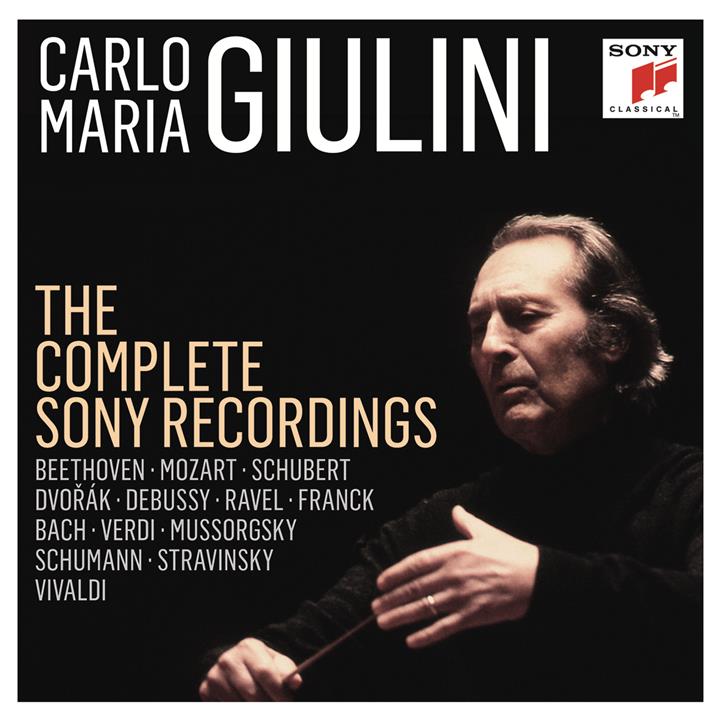 CARLO
MARIA GIULINI
SONY
CLASSICAL™
THE
COMPLETE
SONY RECORDINGS
BEETHOVEN · MOZART · SCHUBERT
DVOŘÁK · DEBUSSY · RAVEL · FRANCK
BACH · VERDI · MUSSORGSKY
SCHUMANN · STRAVINSKY
VIVALDI